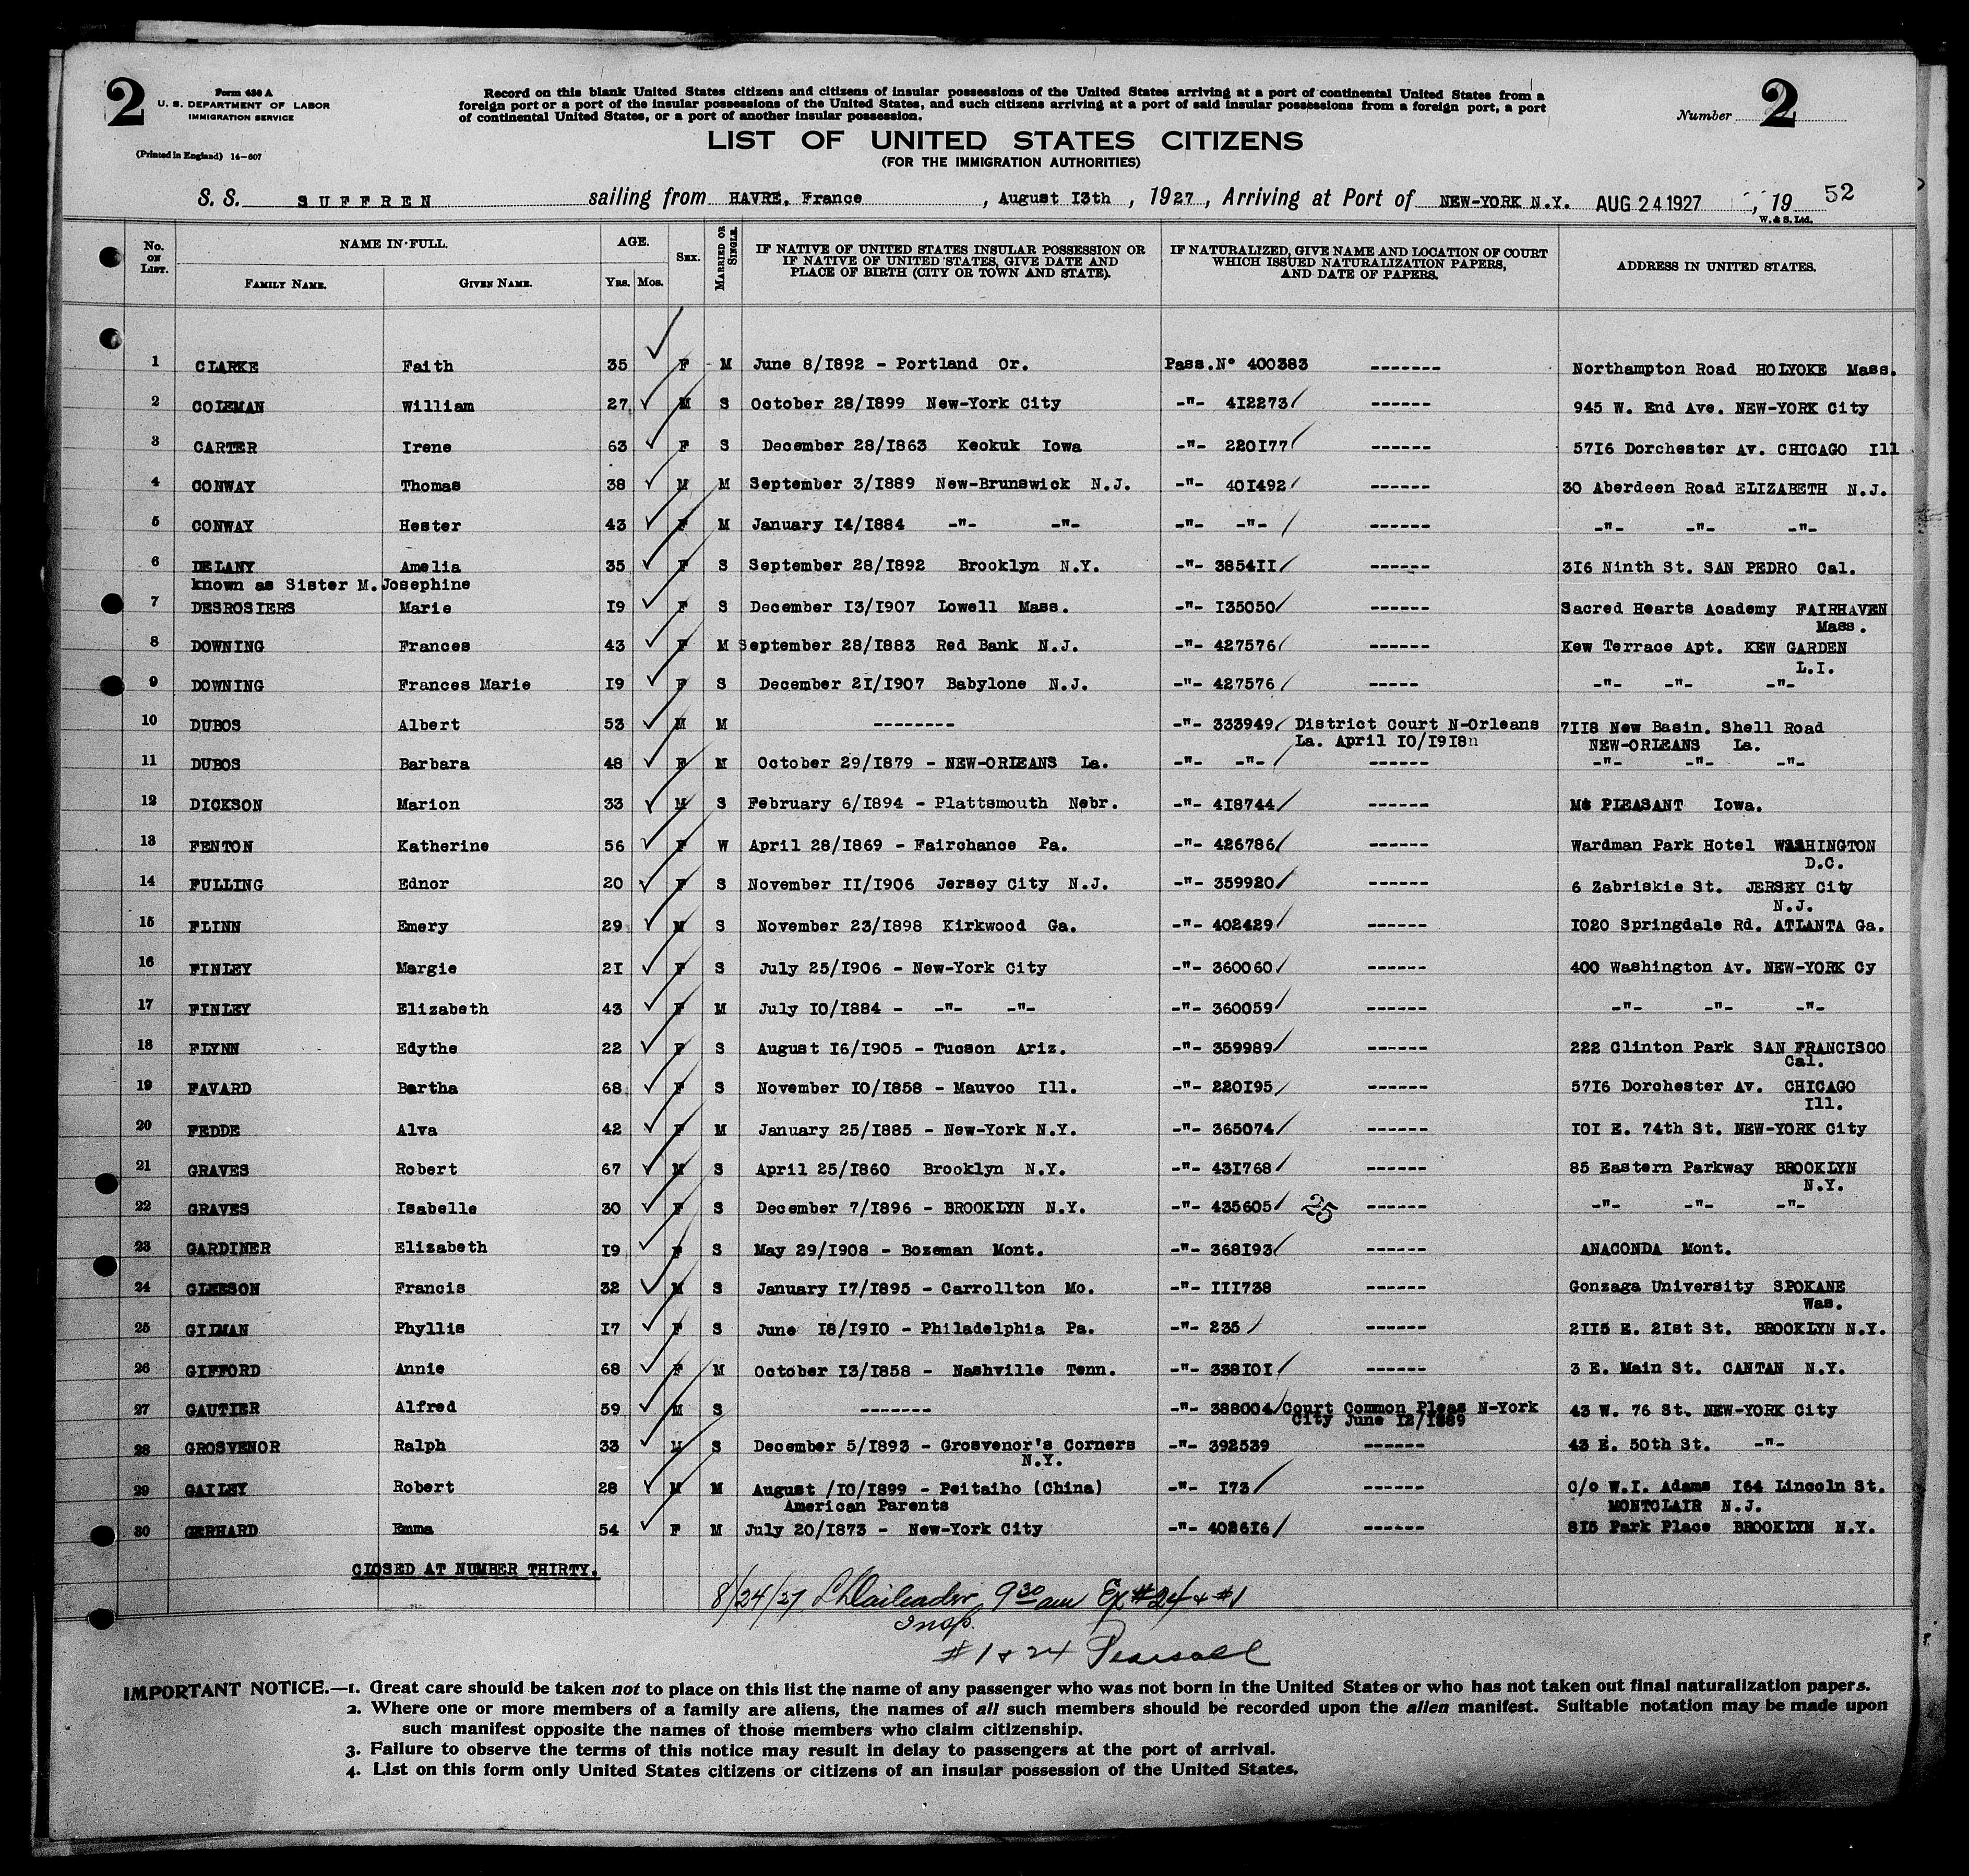 2
Form 630 A
U. S. DEPARTMENT OF LABOR
IMMIGRATION SERVICE
(Printed in England) 14-607
Record on this blank United States citizens and citizens of insular possessions of the United States arriving at a port of continental United States from a
foreign port or a port of the insular possessions of the United States, and such citizens arriving at a port of said insular possessions from a foreign port, a port
of continental United States, or a port of another insular possession.
Number 2
LIST OF UNITED STATES CITIZENS
(FOR THE IMMIGRATION AUTHORITIES)
S. S. SUFFREN sailing from HAVRE, France, August 13th, 1927, Arriving at Port of NEW-YORK N.Y. AUG 24 1927, 19 52
W. & S. Ltd.
No. ON LIST. NAME IN FULL. AGE. SEX. MARRIED OR SINGLE. IF NATIVE OF UNITED STATES INSULAR POSSESSION OR IF NATIVE OF UNITED STATES, GIVE DATE AND PLACE OF BIRTH (CITY OR TOWN AND STATE). IF NATURALIZED, GIVE NAME AND LOCATION OF COURT WHICH ISSUED NATURALIZATION PAPERS, AND DATE OF PAPERS. ADDRESS IN UNITED STATES.
FAMILY NAME. GIVEN NAME. YRS. MOS.
1 CLARKE Faith 35 F M June 8/1892 - Portland Or. Pass.N° 400383 ------- Northampton Road HOLYOKE Mass.
2 COLEMAN William 27 M S October 28/1899 New-York City -"- 412273 ------ 945 W. End Ave. NEW-YORK City
3 CARTER Irene 63 F S December 28/1863 Keokuk Iowa -"- 220177 ------ 5716 Dorchester Av. CHICAGO Ill
4 CONWAY Thomas 38 M M September 3/1889 New-Brunswick N.J. -"- 401492 ------ 30 Aberdeen Road ELIZABETH N.J.
5 CONWAY Hester 43 F M January 14/1884 -"- -"- -"- -"- ------ -"- -"- -"-
6 DELANY Amelia 35 F S September 28/1892 Brooklyn N.Y. -"- 385411 ------ 316 Ninth St. SAN PEDRO Cal.
known as Sister M. Josephine
7 DESROSIERS Marie 19 F S December 13/1907 Lowell Mass. -"- 135050 ------ Sacred Hearts Academy FAIRHAVEN
Mass.
8 DOWNING Frances 43 F M September 28/1883 Red Bank N.J. -"- 427576 ------ Kew Terrace Apt. KEW GARDEN
L.I.
9 DOWNING Frances Marie 19 F S December 21/1907 Babylone N.J. -"- 427576 ----- -"- -"- -"-
10 DUBOS Albert 53 M M -------- -"- 333949 District Court N-Orleans 7118 New Basin. Shell Road
La. April 10/1918 NEW-ORLEANS La.
11 DUBOS Barbara 48 F M October 29/1879 - NEW-ORLEANS La. -"- -"- ------ -"- -"- -"-
12 DICKSON Marion 33 M S February 6/1894 - Plattsmouth Nebr. -"- 418744 ------ Mt PLEASANT Iowa.
13 FENTON Katherine 56 F W April 28/1869 - Fairchance Pa. -"- 426786 ------ Wardman Park Hotel WASHINGTON
D.C.
14 FULLING Ednor 20 F S November 11/1906 Jersey City N.J. -"- 359920 ------ 6 Zabriskie St. JERSEY City
N.J.
15 FLINN Emery 29 M S November 23/1898 Kirkwood Ga. -"- 402429 ------ 1020 Springdale Rd. ATLANTA Ga.
16 FINLEY Margie 21 F S July 25/1906 - New-York City -"- 360060 ------ 400 Washington Av. NEW-YORK Cy
17 FINLEY Elizabeth 43 F M July 10/1884 - -"- -"- -"- 360059 ------ -"- -"- -"-
18 FLYNN Edythe 22 F S August 16/1905 - Tucson Ariz. -"- 359989 ------ 222 Clinton Park SAN FRANCISCO
Cal.
19 FAVARD Bertha 68 F S November 10/1858 - Mauvoo Ill. -"- 220195 ------ 5716 Dorchester Av. CHICAGO
Ill.
20 FEDDE Alva 42 F M January 25/1885 - New-York N.Y. -"- 365074 ------ 101 E. 74th St. NEW-YORK City
21 GRAVES Robert 67 M S April 25/1860 Brooklyn N.Y. -"- 431768 ------ 85 Eastern Parkway BROOKLYN
N.Y.
22 GRAVES Isabelle 30 F S December 7/1896 - BROOKLYN N.Y. -"- 435605 25 ------ -"- -"- -"-
23 GARDINER Elizabeth 19 F S May 29/1908 - Bozeman Mont. -"- 368193 ------ ANACONDA Mont.
24 GLEESON Francis 32 M S January 17/1895 - Carrollton Mo. -"- 111738 ------ Gonzaga University SPOKANE
Was.
25 GILMAN Phyllis 17 F S June 18/1910 - Philadelphia Pa. -"- 235 ------ 2115 E. 21st St. BROOKLYN N.Y.
26 GIFFORD Annie 68 F M October 13/1858 - Nashville Tenn. -"- 338101 ------ 3 E. Main St. CANTAN N.Y.
27 GAUTIER Alfred 59 M S ------- -"- 388004 Court Common Pleas N-York 43 W. 76 St. NEW-YORK City
City June 12/1889
28 GROSVENOR Ralph 33 M S December 5/1893 - Grosvenor's Corners -"- 392539 ------ 43 E. 50th St. -"-
N.Y.
29 GAILEY Robert 28 M M August /10/1899 - Peitaiho (China) -"- 173 ------ C/o W.I. Adams 164 Lincoln St.
American Parents MONTCLAIR N.J.
30 GERHARD Emma 54 F M July 20/1873 - New-York City -"- 402616 ------ 815 Park Place BROOKLYN N.Y.
CLOSED AT NUMBER THIRTY.
8/24/27 9 30 am Ex #24 + #1
Insp.
#1 & 24 Pearsall
IMPORTANT NOTICE.—1. Great care should be taken not to place on this list the name of any passenger who was not born in the United States or who has not taken out final naturalization papers.
2. Where one or more members of a family are aliens, the names of all such members should be recorded upon the alien manifest. Suitable notation may be made upon
such manifest opposite the names of those members who claim citizenship.
3. Failure to observe the terms of this notice may result in delay to passengers at the port of arrival.
4. List on this form only United States citizens or citizens of an insular possession of the United States.